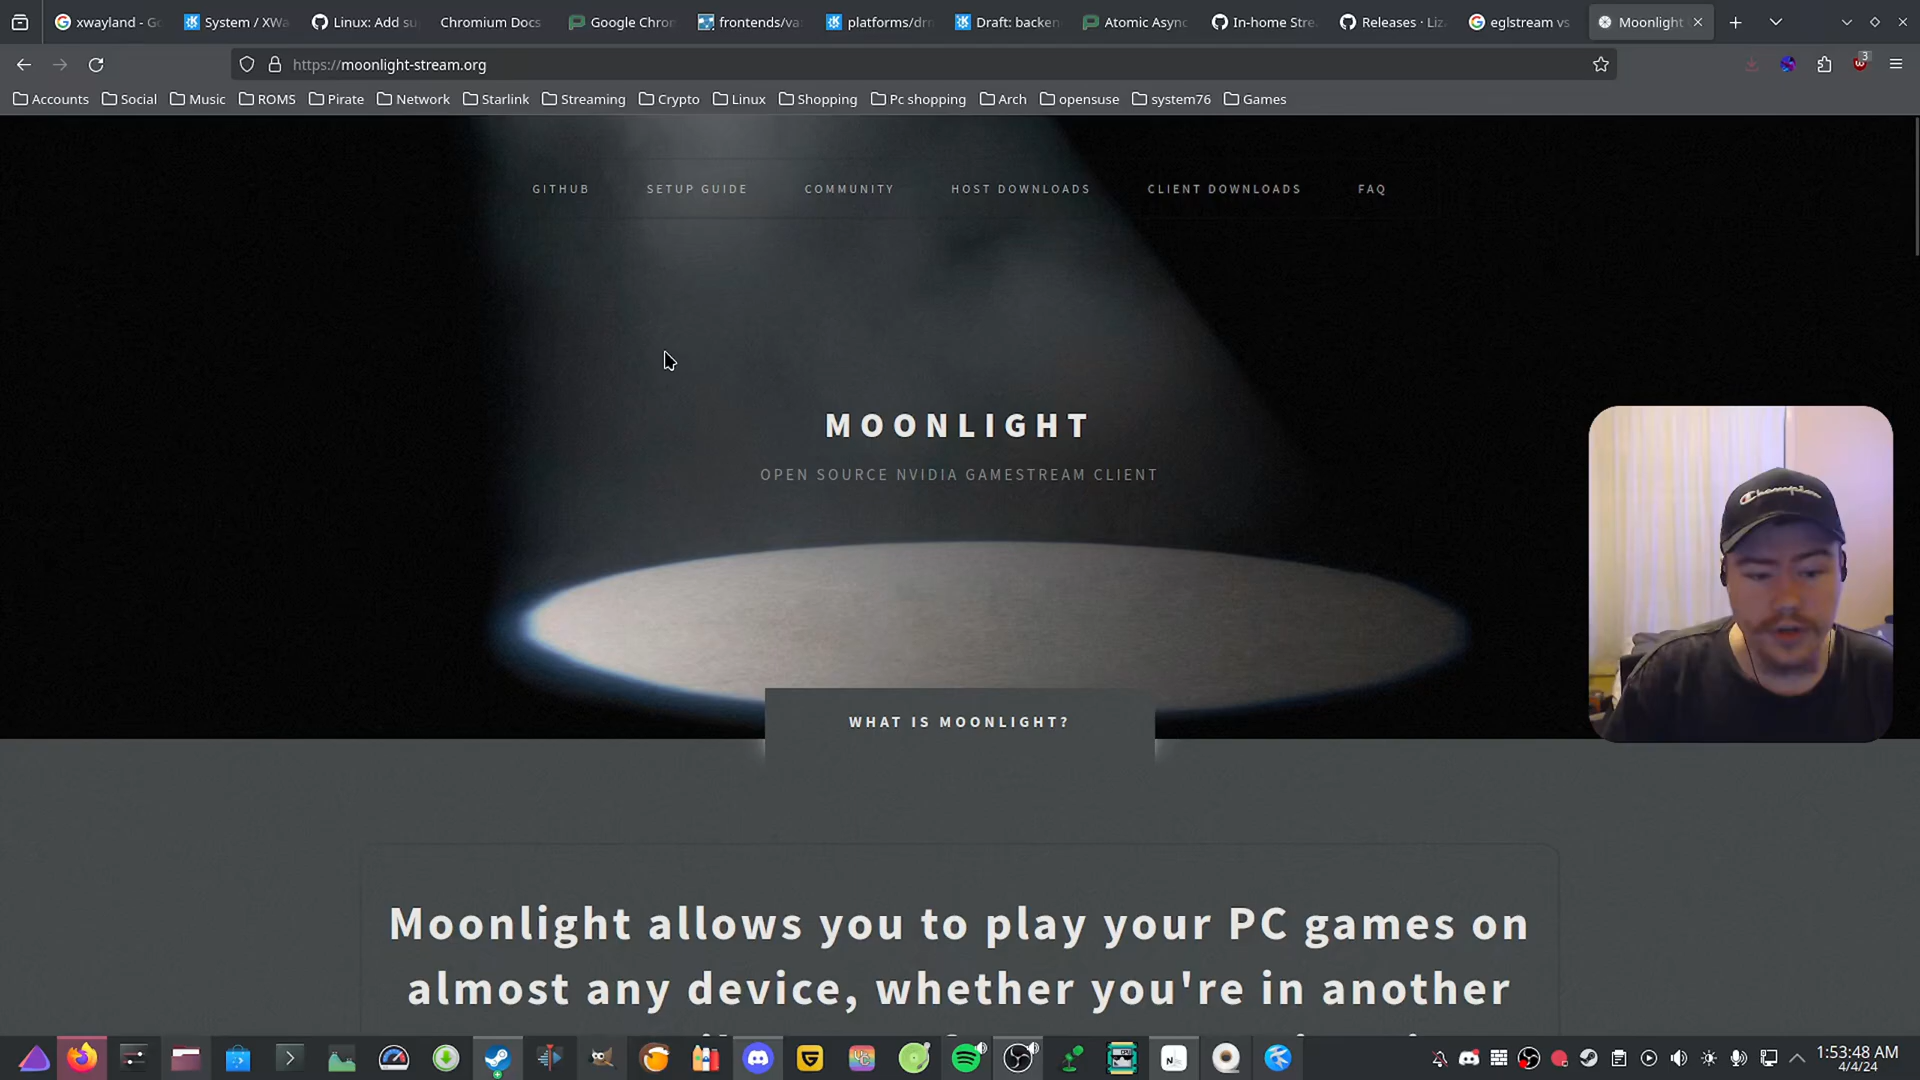 xwayland - Go
System / XWa
Linux: Add su
Chromium Docs
Google Chron
frontends/va
platforms/drm
Draft: backen
Atomic Async
In-home Stre
Releases · Liz
eglstream vs
Moonlight
https://moonlight-stream.org
3
Accounts Social Music ROMS Pirate Network Starlink Streaming Crypto Linux Shopping Pc shopping Arch opensuse system76 Games
GITHUB SETUP GUIDE COMMUNITY HOST DOWNLOADS CLIENT DOWNLOADS FAQ
MOONLIGHT
OPEN SOURCE NVIDIA GAMESTREAM CLIENT
Champion
WHAT IS MOONLIGHT?
Moonlight allows you to play your PC games on
almost any device, whether you're in another
1:53:48 AM
4/4/24